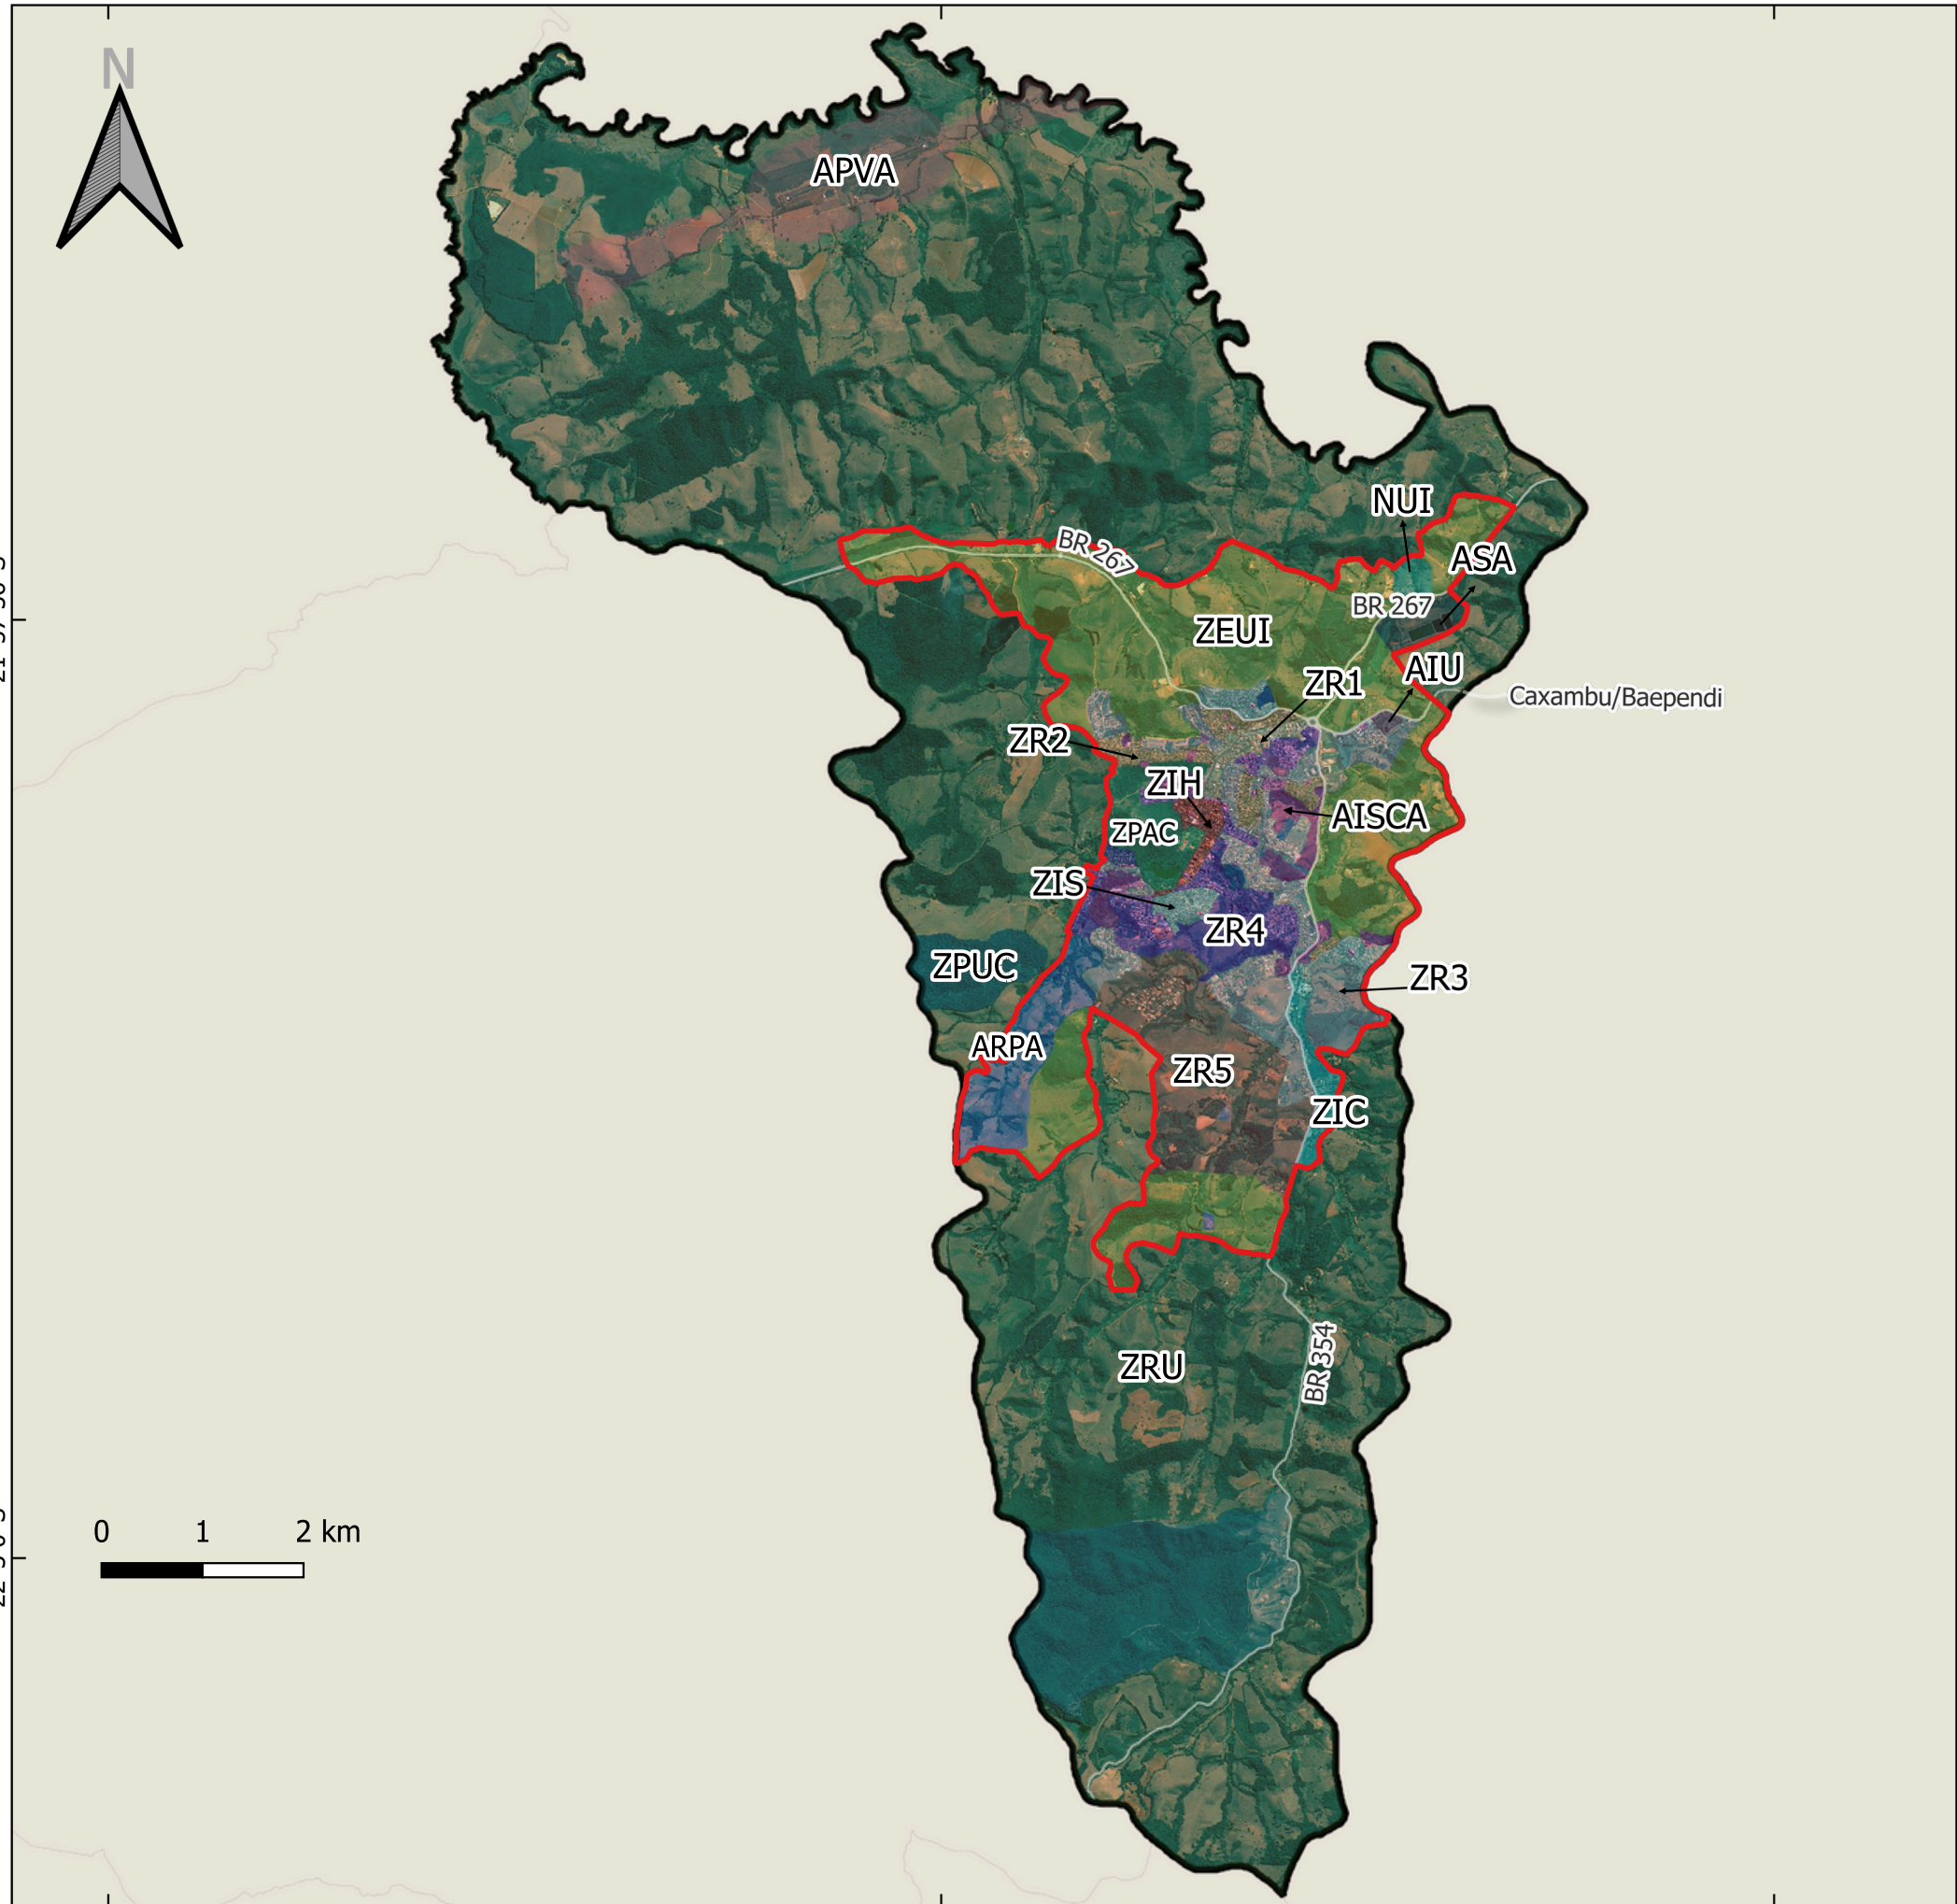 N
APVA
NUI
BR 267
ASA
BR 267
ZEUI
AIU
ZR1
Caxambu/Baependi
ZR2
ZIH
AISCA
ZPAC
ZIS
ZR4
ZPUC
ZR3
ARPA
ZR5
ZIC
BR 354
ZRU
0 1 2 km